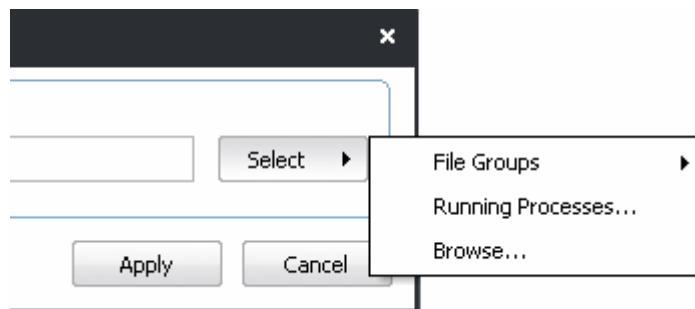 Select
File Groups
Running Processes...
Browse...
Apply
Cancel